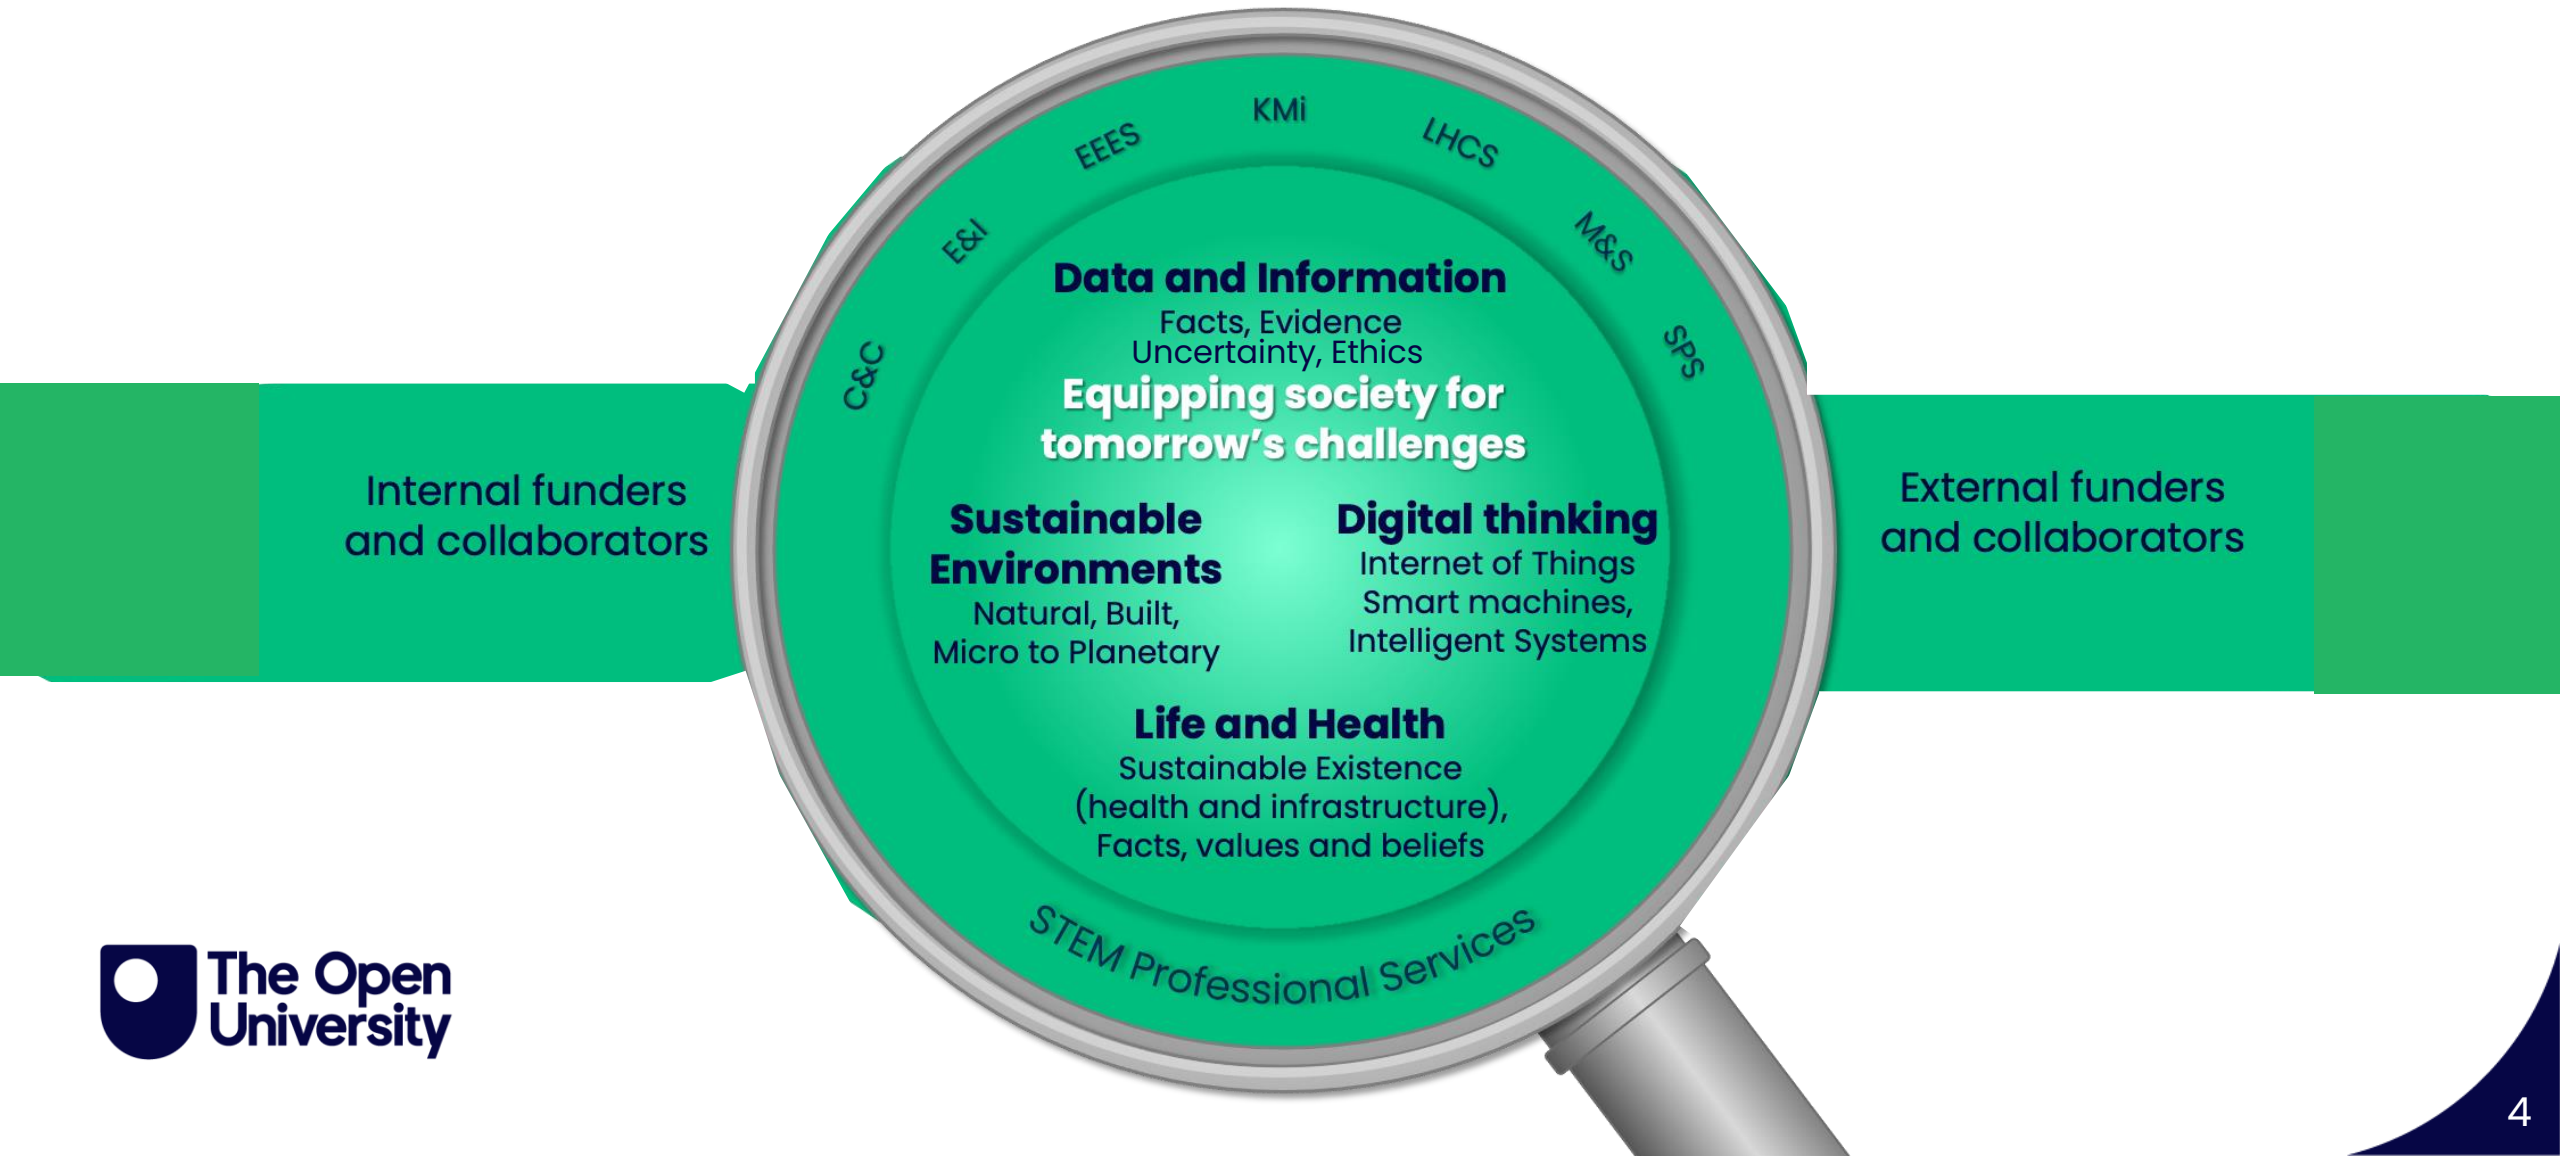 KMi
EEES
LHCS
E&I
M&S
C&C
SPS
Data and Information
Facts, Evidence
Uncertainty, Ethics
Equipping society for
tomorrow's challenges
Internal funders
and collaborators
Sustainable
Environments
Natural, Built,
Micro to Planetary
Digital thinking
Internet of Things
Smart machines,
Intelligent Systems
External funders
and collaborators
Life and Health
Sustainable Existence
(health and infrastructure),
Facts, values and beliefs
STEM Professional Services
The Open
University
4